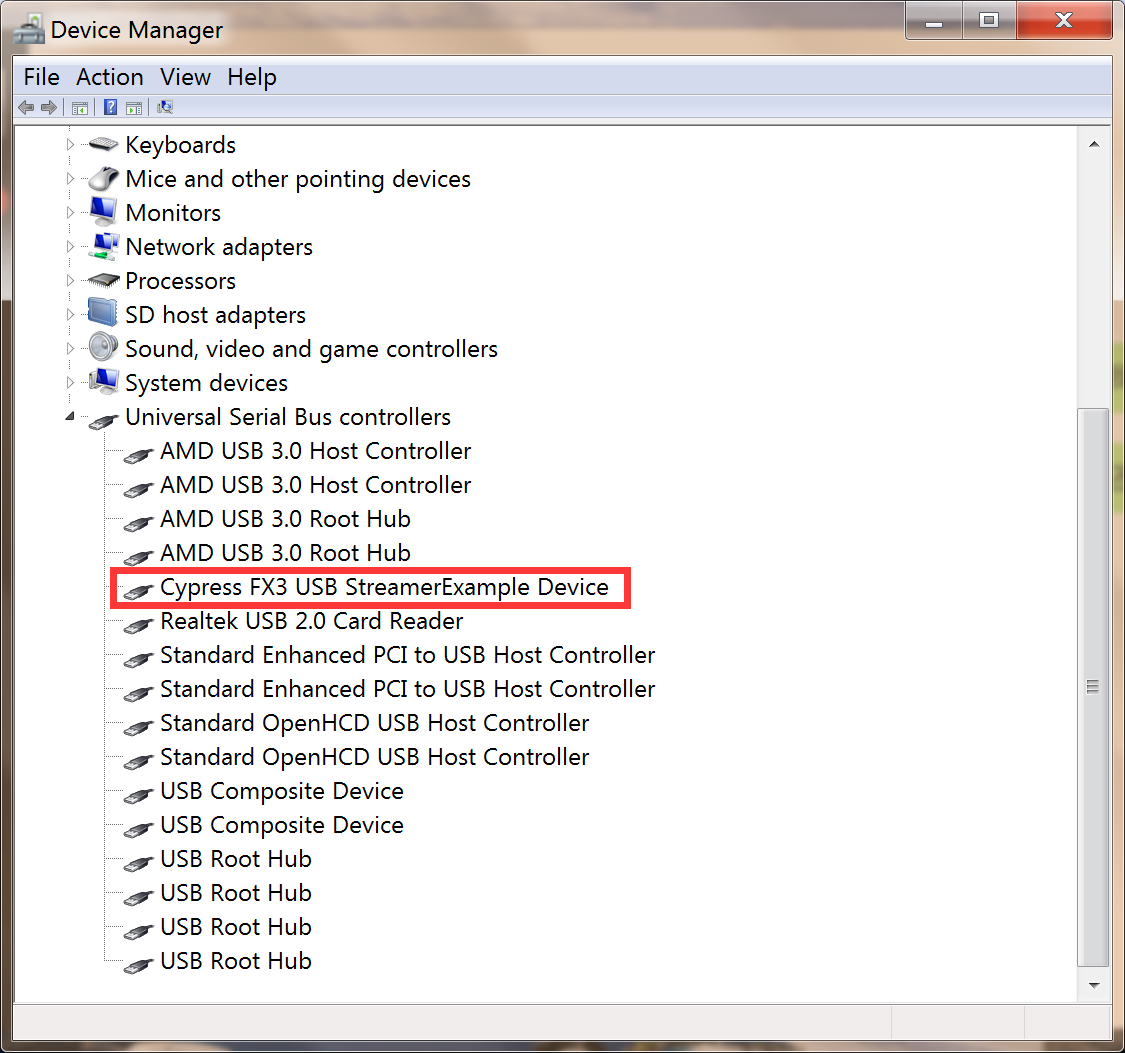 Device Manager
File Action View Help
Keyboards
Mice and other pointing devices
Monitors
Network adapters
Processors
SD host adapters
Sound, video and game controllers
System devices
Universal Serial Bus controllers
AMD USB 3.0 Host Controller
AMD USB 3.0 Host Controller
AMD USB 3.0 Root Hub
AMD USB 3.0 Root Hub
Cypress FX3 USB StreamerExample Device
Realtek USB 2.0 Card Reader
Standard Enhanced PCI to USB Host Controller
Standard Enhanced PCI to USB Host Controller
Standard OpenHCD USB Host Controller
Standard OpenHCD USB Host Controller
USB Composite Device
USB Composite Device
USB Root Hub
USB Root Hub
USB Root Hub
USB Root Hub